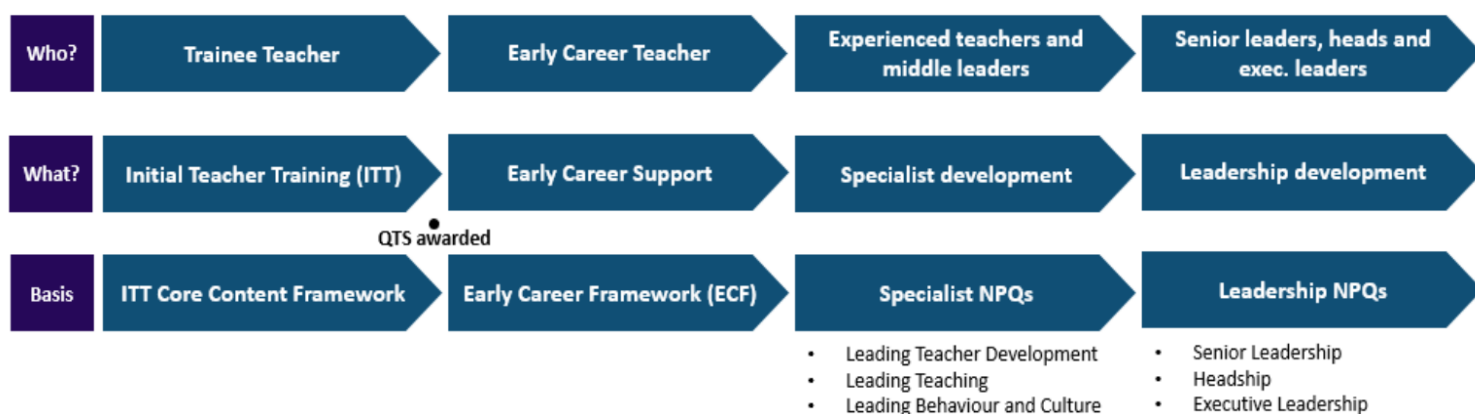 Who?
Trainee Teacher
Early Career Teacher
Experienced teachers and
middle leaders
Senior leaders, heads and
exec. leaders
What?
Initial Teacher Training (ITT)
Early Career Support
Specialist development
Leadership development
QTS awarded
Basis
ITT Core Content Framework
Early Career Framework (ECF)
Specialist NPQs
Leadership NPQs
• Leading Teacher Development
• Leading Teaching
• Leading Behaviour and Culture
• Senior Leadership
• Headship
• Executive Leadership